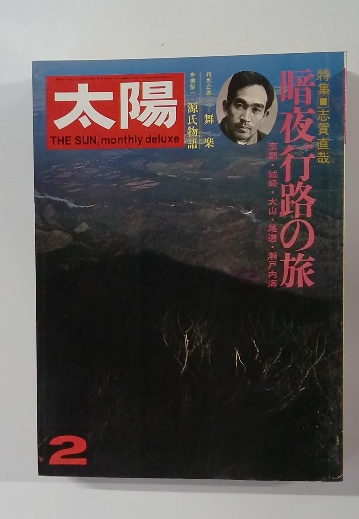 太陽
THE SUN, monthly deluxe
特集■志賀直哉
暗夜行路の旅
京都・城崎・大山・尾道・瀬戸内海
舞楽
源氏物語
2